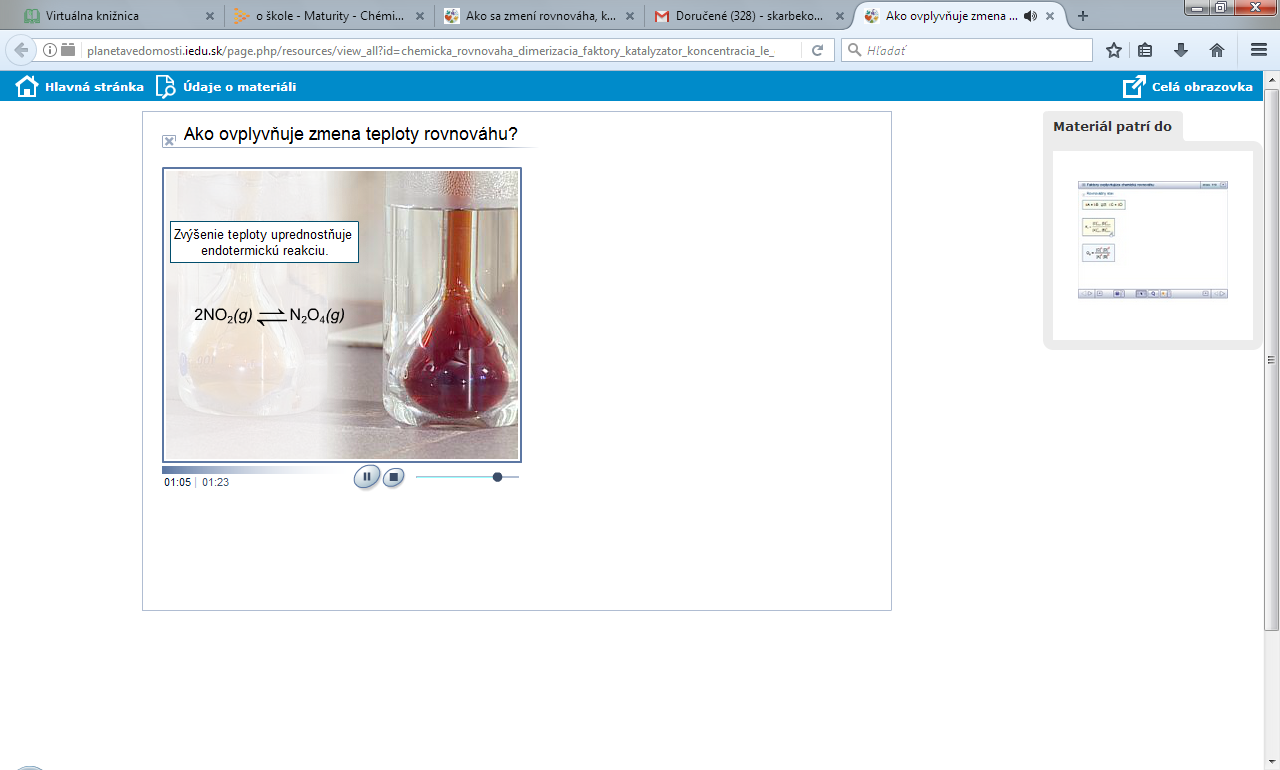 Virtuálna knižnica
o škole - Maturity - Chémi...
Ako sa zmení rovnováha, k...
Doručené (628) - skarbeko...
Ako ovplyvňuje zmena ...
planetavedomosti.iedu.sk/page.php/resources/view_all?id=chemicka_rovnovaha_dimerizacia_faktory_katalyzator_koncentracia_le_
Hľadať
Hlavná stránka
Údaje o materiáli
Celá obrazovka
Ako ovplyvňuje zmena teploty rovnováhu?
Materiál patrí do
Zvýšenie teploty uprednostňuje
endotermickú reakciu.
2NO₂(g) ⇌ N₂O₄(g)
01:05 | 01:23